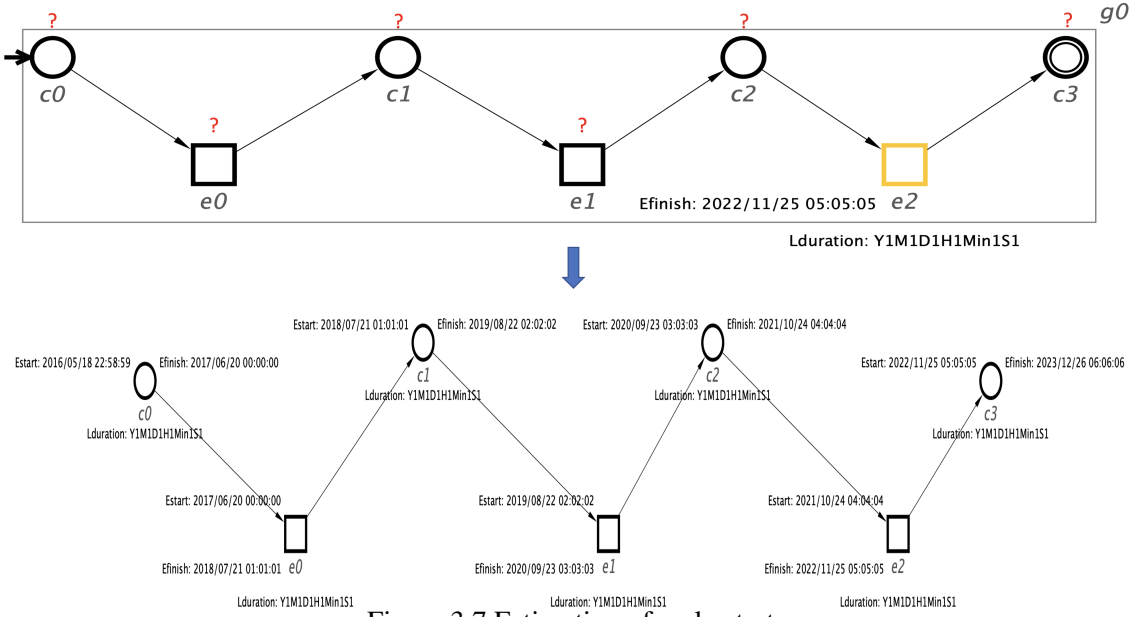 ? ? ? ? g0
c0 c1 c2 c3
? ?
e0 e1 Efinish: 2022/11/25 05:05:05 e2
Lduration: Y1M1D1H1Min1S1
Estart: 2018/07/21 01:01:01 Efinish: 2019/08/22 02:02:02 Estart: 2020/09/23 03:03:03 Efinish: 2021/10/24 04:04:04
Estart: 2016/05/18 22:58:59 Efinish: 2017/06/20 00:00:00 Estart: 2022/11/25 05:05:05 Efinish: 2023/12/26 06:06:06
c1 c2
Lduration: Y1M1D1H1Min1S1 Lduration: Y1M1D1H1Min1S1
c0 c3
Lduration: Y1M1D1H1Min1S1 Lduration: Y1M1D1H1Min1S1
Estart: 2017/06/20 00:00:00 Estart: 2019/08/22 02:02:02 Estart: 2021/10/24 04:04:04
Efinish: 2018/07/21 01:01:01 e0 Efinish: 2020/09/23 03:03:03 e1 Efinish: 2022/11/25 05:05:05 e2
Lduration: Y1M1D1H1Min1S1 Lduration: Y1M1D1H1Min1S1 Lduration: Y1M1D1H1Min1S1